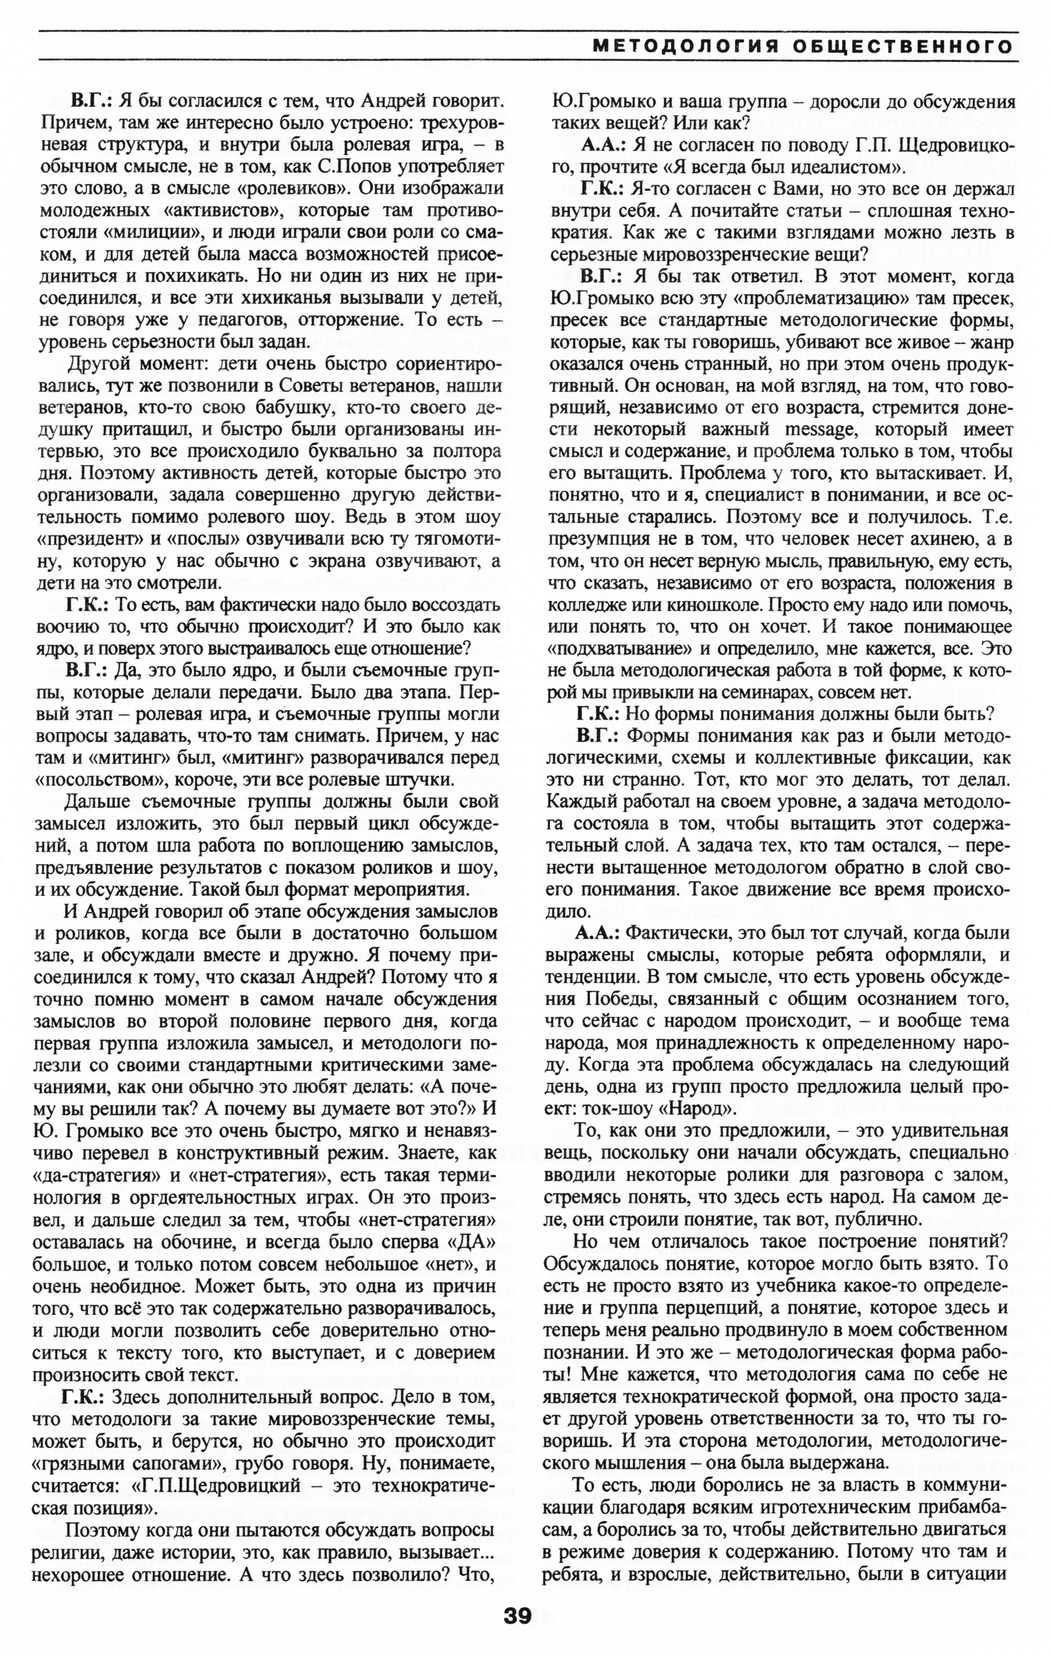 МЕТОДОЛОГИЯ ОБЩЕСТВЕННОГО
В.Г.: Я бы согласился с тем, что Андрей говорит.
Причем, там же интересно было устроено: трехуров-
невая структура, и внутри была ролевая игра, – в
обычном смысле, не в том, как С.Попов употребляет
это слово, а в смысле «ролевиков». Они изображали
молодежных «активистов», которые там противо-
стояли «милиции», и люди играли свои роли со сма-
ком, и для детей была масса возможностей присое-
диниться и похихикать. Но ни один из них не при-
соединился, и все эти хихиканья вызывали у детей,
не говоря уже у педагогов, отторжение. То есть –
уровень серьезности был задан.
Другой момент: дети очень быстро сориентиро-
вались, тут же позвонили в Советы ветеранов, нашли
ветеранов, кто-то свою бабушку, кто-то своего де-
душку притащил, и быстро были организованы ин-
тервью, это все происходило буквально за полтора
дня. Поэтому активность детей, которые быстро это
организовали, задала совершенно другую действи-
тельность помимо ролевого шоу. Ведь в этом шоу
«президент» и «послы» озвучивали всю ту тягомоти-
ну, которую у нас обычно с экрана озвучивают, а
дети на это смотрели.
Г.К.: То есть, вам фактически надо было воссоздать
воочию то, что обычно происходит? И это было как
ядро, и поверх этого выстраивалось еще отношение?
В.Г.: Да, это было ядро, и были съемочные груп-
пы, которые делали передачи. Было два этапа. Пер-
вый этап – ролевая игра, и съемочные группы могли
вопросы задавать, что-то там снимать. Причем, у нас
там и «митинг» был, «митинг» разворачивался перед
«посольством», короче, эти все ролевые штучки.
Дальше съемочные группы должны были свой
замысел изложить, это был первый цикл обсужде-
ний, а потом шла работа по воплощению замыслов,
предъявление результатов с показом роликов и шоу,
и их обсуждение. Такой был формат мероприятия.
И Андрей говорил об этапе обсуждения замыслов
и роликов, когда все были в достаточно большом
зале, и обсуждали вместе и дружно. Я почему при-
соединился к тому, что сказал Андрей? Потому что я
точно помню момент в самом начале обсуждения
замыслов во второй половине первого дня, когда
первая группа изложила замысел, и методологи по-
лезли со своими стандартными критическими заме-
чаниями, как они обычно это любят делать: «А поче-
му вы решили так? А почему вы думаете вот это?» И
Ю. Громыко все это очень быстро, мягко и ненавяз-
чиво перевел в конструктивный режим. Знаете, как
«да-стратегия» и «нет-стратегия», есть такая терми-
нология в оргдеятельностных играх. Он это произ-
вел, и дальше следил за тем, чтобы «нет-стратегия»
оставалась на обочине, и всегда было сперва «ДА»
большое, и только потом совсем небольшое «нет», и
очень необидное. Может быть, это одна из причин
того, что всё это так содержательно разворачивалось,
и люди могли позволить себе доверительно отно-
ситься к тексту того, кто выступает, и с доверием
произносить свой текст.
Г.К.: Здесь дополнительный вопрос. Дело в том,
что методологи за такие мировоззренческие темы,
может быть, и берутся, но обычно это происходит
«грязными сапогами», грубо говоря. Ну, понимаете,
считается: «Г.П.Щедровицкий – это технократиче-
ская позиция».
Поэтому когда они пытаются обсуждать вопросы
религии, даже истории, это, как правило, вызывает...
нехорошее отношение. А что здесь позволило? Что,
Ю.Громыко и ваша группа – доросли до обсуждения
таких вещей? Или как?
А.А.: Я не согласен по поводу Г.П. Щедровицко-
го, прочтите «Я всегда был идеалистом».
Г.К.: Я-то согласен с Вами, но это все он держал
внутри себя. А почитайте статьи – сплошная техно-
кратия. Как же с такими взглядами можно лезть в
серьезные мировоззренческие вещи?
В.Г.: Я бы так ответил. В этот момент, когда
Ю.Громыко всю эту «проблематизацию» там пресек,
пресек все стандартные методологические формы,
которые, как ты говоришь, убивают все живое – жанр
оказался очень странный, но при этом очень продук-
тивный. Он основан, на мой взгляд, на том, что гово-
рящий, независимо от его возраста, стремится доне-
сти некоторый важный message, который имеет
смысл и содержание, и проблема только в том, чтобы
его вытащить. Проблема у того, кто вытаскивает. И,
понятно, что и я, специалист в понимании, и все ос-
тальные старались. Поэтому все и получилось. Т.е.
презумпция не в том, что человек несет ахинею, а в
том, что он несет верную мысль, правильную, ему есть,
что сказать, независимо от его возраста, положения в
колледже или киношколе. Просто ему надо или помочь,
или понять то, что он хочет. И такое понимающее
«подхватывание» и определило, мне кажется, все. Это
не была методологическая работа в той форме, к кото-
рой мы привыкли на семинарах, совсем нет.
Г.К.: Но формы понимания должны были быть?
В.Г.: Формы понимания как раз и были методо-
логическими, схемы и коллективные фиксации, как
это ни странно. Тот, кто мог это делать, тот делал.
Каждый работал на своем уровне, а задача методоло-
га состояла в том, чтобы вытащить этот содержа-
тельный слой. А задача тех, кто там остался, – пере-
нести вытащенное методологом обратно в слой сво-
его понимания. Такое движение все время происхо-
дило.
А.А.: Фактически, это был тот случай, когда были
выражены смыслы, которые ребята оформляли, и
тенденции. В том смысле, что есть уровень обсужде-
ния Победы, связанный с общим осознанием того,
что сейчас с народом происходит, – и вообще тема
народа, моя принадлежность к определенному наро-
ду. Когда эта проблема обсуждалась на следующий
день, одна из групп просто предложила целый про-
ект: ток-шоу «Народ».
То, как они это предложили, – это удивительная
вещь, поскольку они начали обсуждать, специально
вводили некоторые ролики для разговора с залом,
стремясь понять, что здесь есть народ. На самом де-
ле, они строили понятие, так вот, публично.
Но чем отличалось такое построение понятий?
Обсуждалось понятие, которое могло быть взято. То
есть не просто взято из учебника какое-то определе-
ние и группа перцепций, а понятие, которое здесь и
теперь меня реально продвинуло в моем собственном
познании. И это же – методологическая форма рабо-
ты! Мне кажется, что методология сама по себе не
является технократической формой, она просто зада-
ет другой уровень ответственности за то, что ты го-
воришь. И эта сторона методологии, методологиче-
ского мышления – она была выдержана.
То есть, люди боролись не за власть в коммуни-
кации благодаря всяким игротехническим прибамба-
сам, а боролись за то, чтобы действительно двигаться
в режиме доверия к содержанию. Потому что там и
ребята, и взрослые, действительно, были в ситуации
39